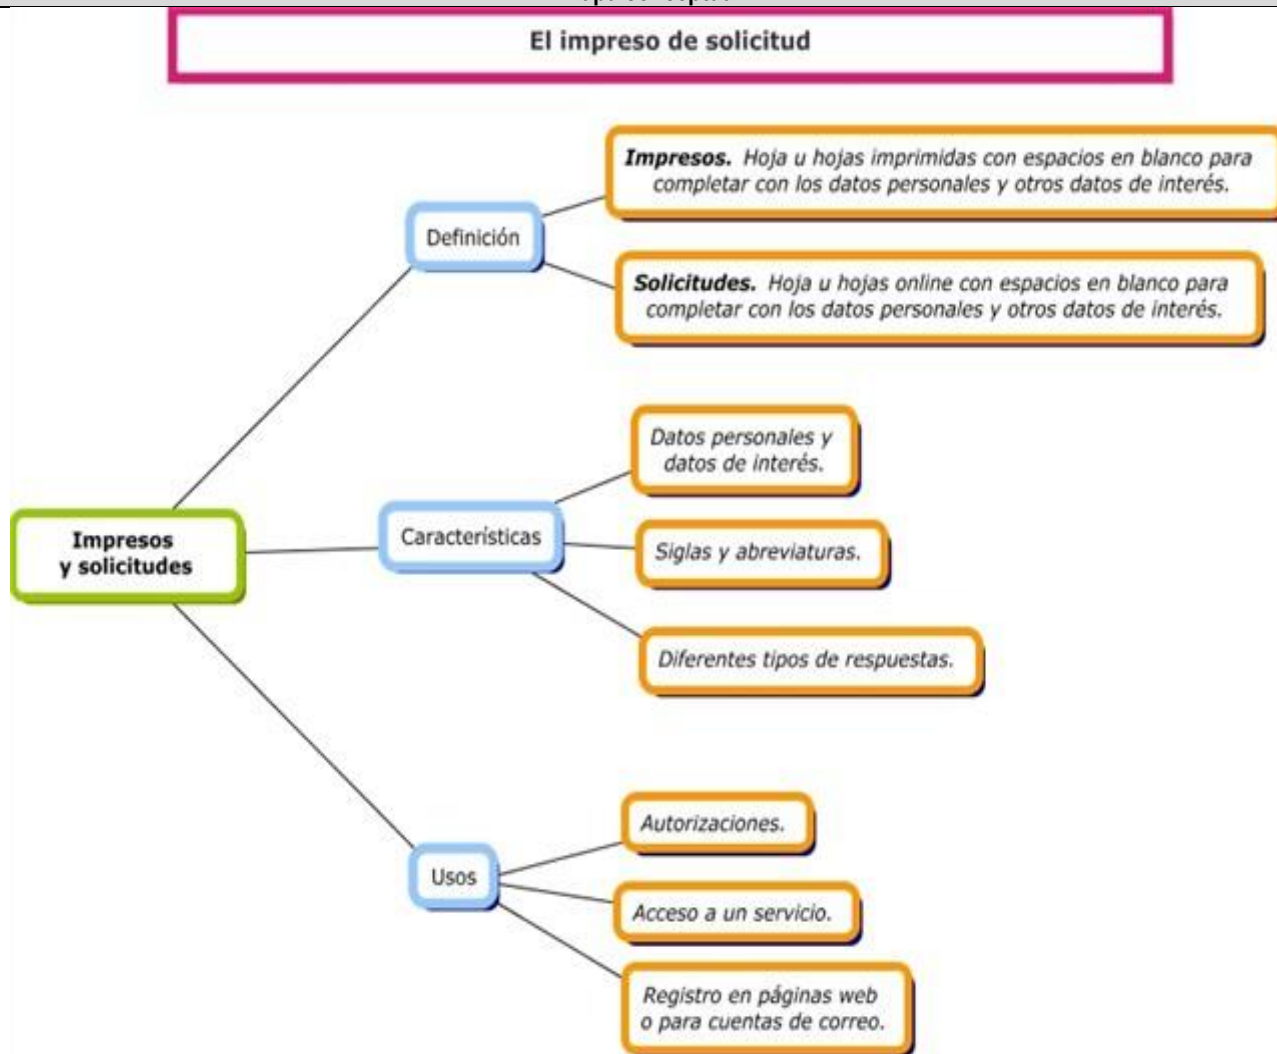 El impreso de solicitud
Impresos. Hoja u hojas imprimidas con espacios en blanco para
completar con los datos personales y otros datos de interés.
Definición
Solicitudes. Hoja u hojas online con espacios en blanco para
completar con los datos personales y otros datos de interés.
Datos personales y
datos de interés.
Impresos
y solicitudes
Característícas
Siglas y abreviaturas.
Diferentes tipos de respuestas.
Autorizaciones.
Usos
Acceso a un servicio.
Registro en páginas web
o para cuentas de correo.